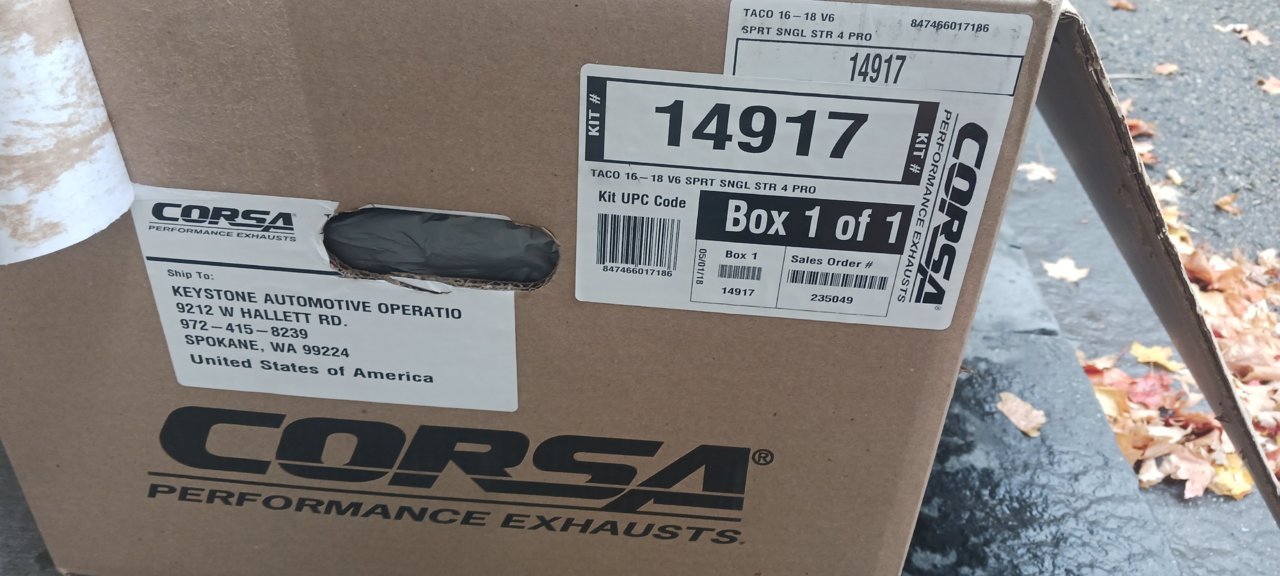 TACO 16-18 V6
847466017186
SPRT SNGL STR 4 PRO
14917
KIT #
14917
KIT #
TACO 16-18 V6 SPRT SNGL STR 4 PRO
Kit UPC Code
847466017186
Box 1 of 1
05/01/18
Box 1
14917
Sales Order #
235049
CORSA®
PERFORMANCE EXHAUSTS
CORSA
PERFORMANCE EXHAUSTS
Ship To:
KEYSTONE AUTOMOTIVE OPERATIO
9212 W HALLETT RD.
972-415-8239
SPOKANE, WA 99224
United States of America
CORSA®
PERFORMANCE EXHAUSTS.